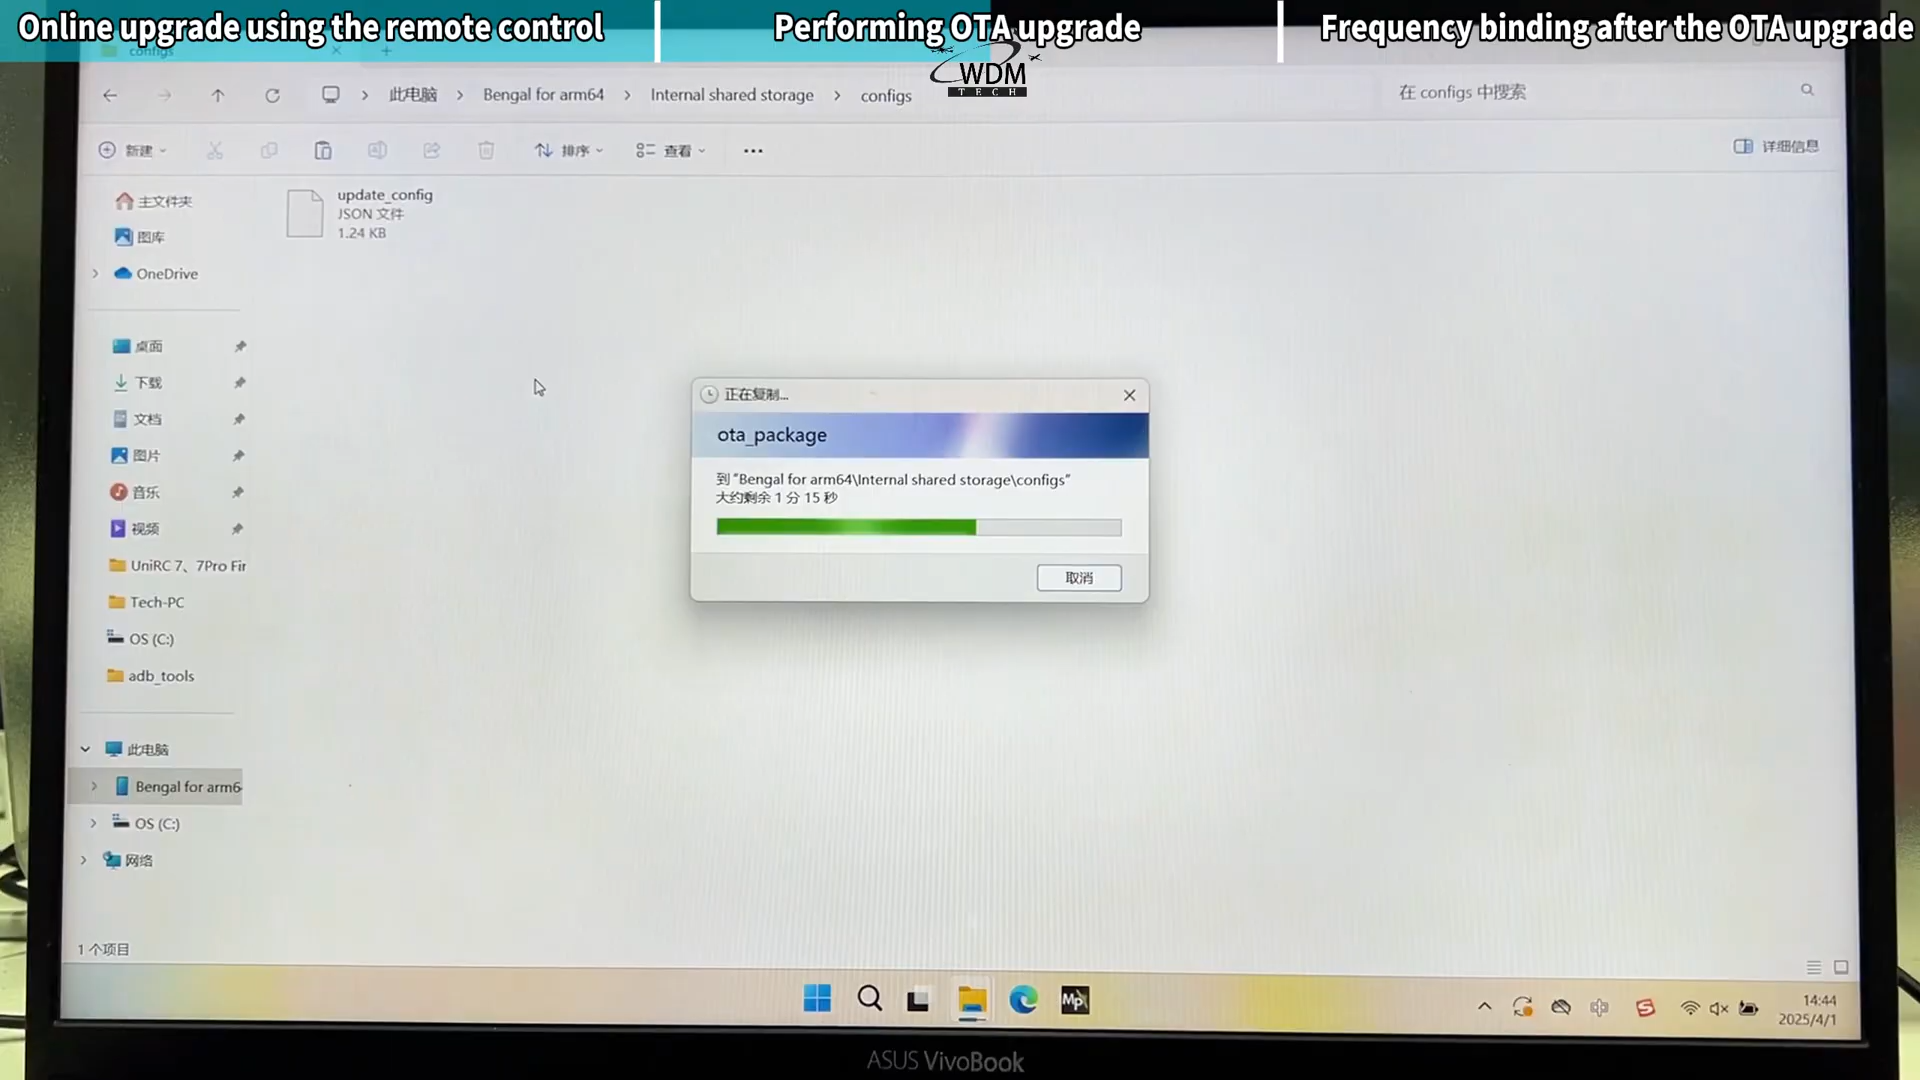 Online upgrade using the remote control
Performing OTA upgrade
Frequency binding after the OTA upgrade
configs
WDM
TECH
此电脑 Bengal for arm64 Internal shared storage configs
在 configs 中搜索
新建
排序
查看
详细信息
主文件夹
图库
OneDrive
桌面
下载
文档
图片
音乐
视频
UniRC 7、7Pro Fir
Tech-PC
OS (C:)
adb_tools
此电脑
Bengal for arm6
OS (C:)
网络
1 个项目
update_config
JSON 文件
1.24 KB
正在复制...
ota_package
到 “Bengal for arm64\Internal shared storage\configs”
大约剩余 1 分 15 秒
取消
Mp
14:44
2025/4/1
ASUS VivoBook